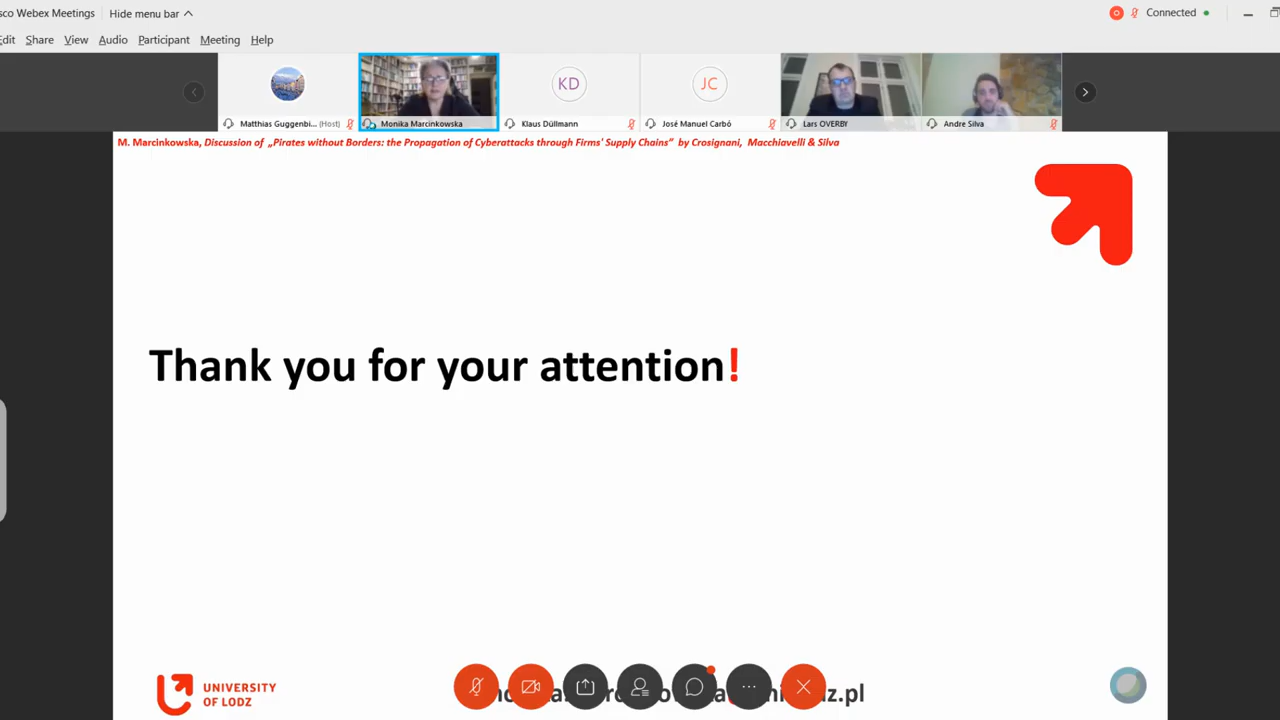 sco Webex Meetings
Hide menu bar
Connected
Edit Share View Audio Participant Meeting Help
KD
JC
Matthias Guggenbi... (Host)
Monika Marcinkowska
Klaus Düllmann
José Manuel Carbó
Lars OVERBY
Andre Silva
M. Marcinkowska, Discussion of „Pirates without Borders: the Propagation of Cyberattacks through Firms' Supply Chains” by Crosignani, Macchiavelli & Silva
Thank you for your attention!
UNIVERSITY
OF LODZ